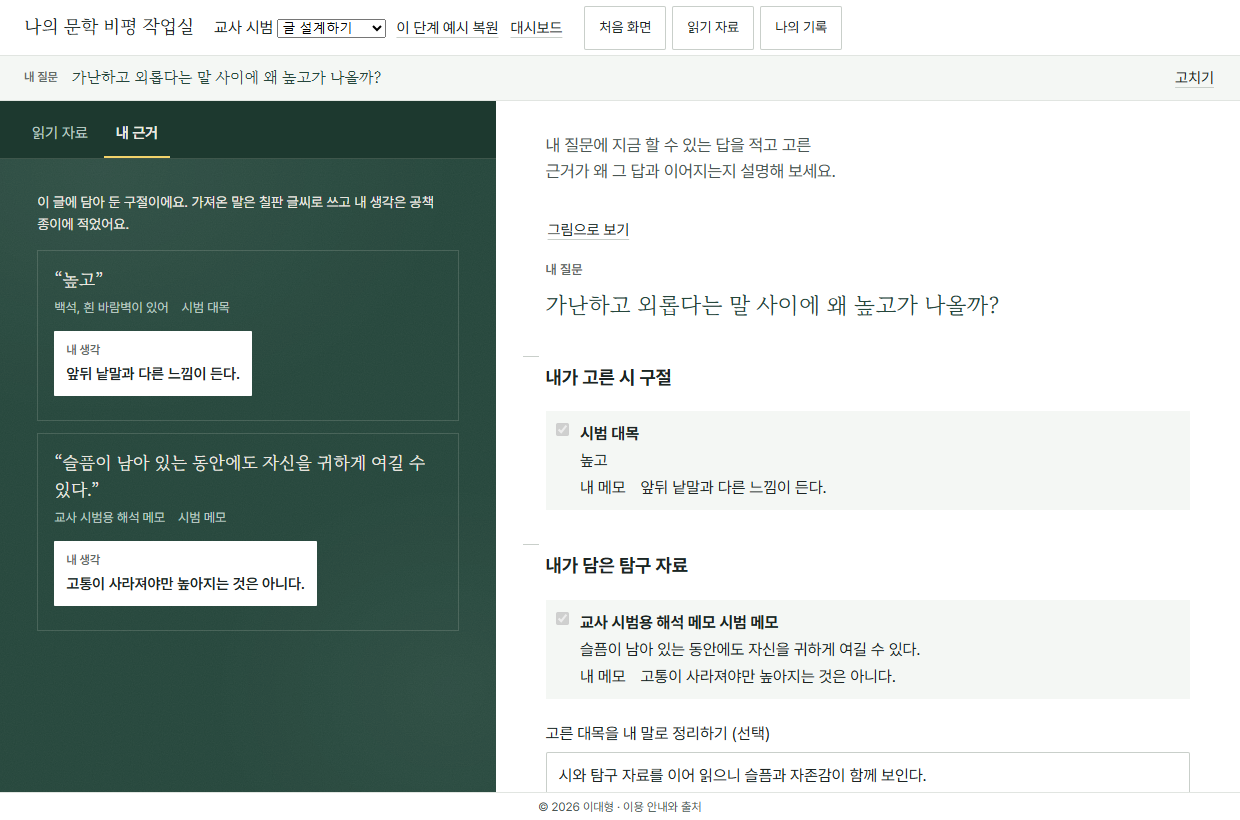 나의 문학 비평 작업실
교사 시범 글 설계하기 이 단계 예시 복원 대시보드 처음 화면 읽기 자료 나의 기록
내 질문 가난하고 외롭다는 말 사이에 왜 높고가 나올까? 고치기
읽기 자료 내 근거
이 글에 담아 둔 구절이에요. 가져온 말은 칠판 글씨로 쓰고 내 생각은 공책
종이에 적었어요.
“높고”
백석, 흰 바람벽이 있어 시범 대목
내 생각
앞뒤 낱말과 다른 느낌이 든다.
“슬픔이 남아 있는 동안에도 자신을 귀하게 여길 수
있다.”
교사 시범용 해석 메모 시범 메모
내 생각
고통이 사라져야만 높아지는 것은 아니다.
내 질문에 지금 할 수 있는 답을 적고 고른
근거가 왜 그 답과 이어지는지 설명해 보세요.
그림으로 보기
내 질문
가난하고 외롭다는 말 사이에 왜 높고가 나올까?
내가 고른 시 구절
시범 대목
높고
내 메모 앞뒤 낱말과 다른 느낌이 든다.
내가 담은 탐구 자료
교사 시범용 해석 메모 시범 메모
슬픔이 남아 있는 동안에도 자신을 귀하게 여길 수 있다.
내 메모 고통이 사라져야만 높아지는 것은 아니다.
고른 대목을 내 말로 정리하기 (선택)
시와 탐구 자료를 이어 읽으니 슬픔과 자존감이 함께 보인다.
© 2026 이대형 · 이용 안내와 출처